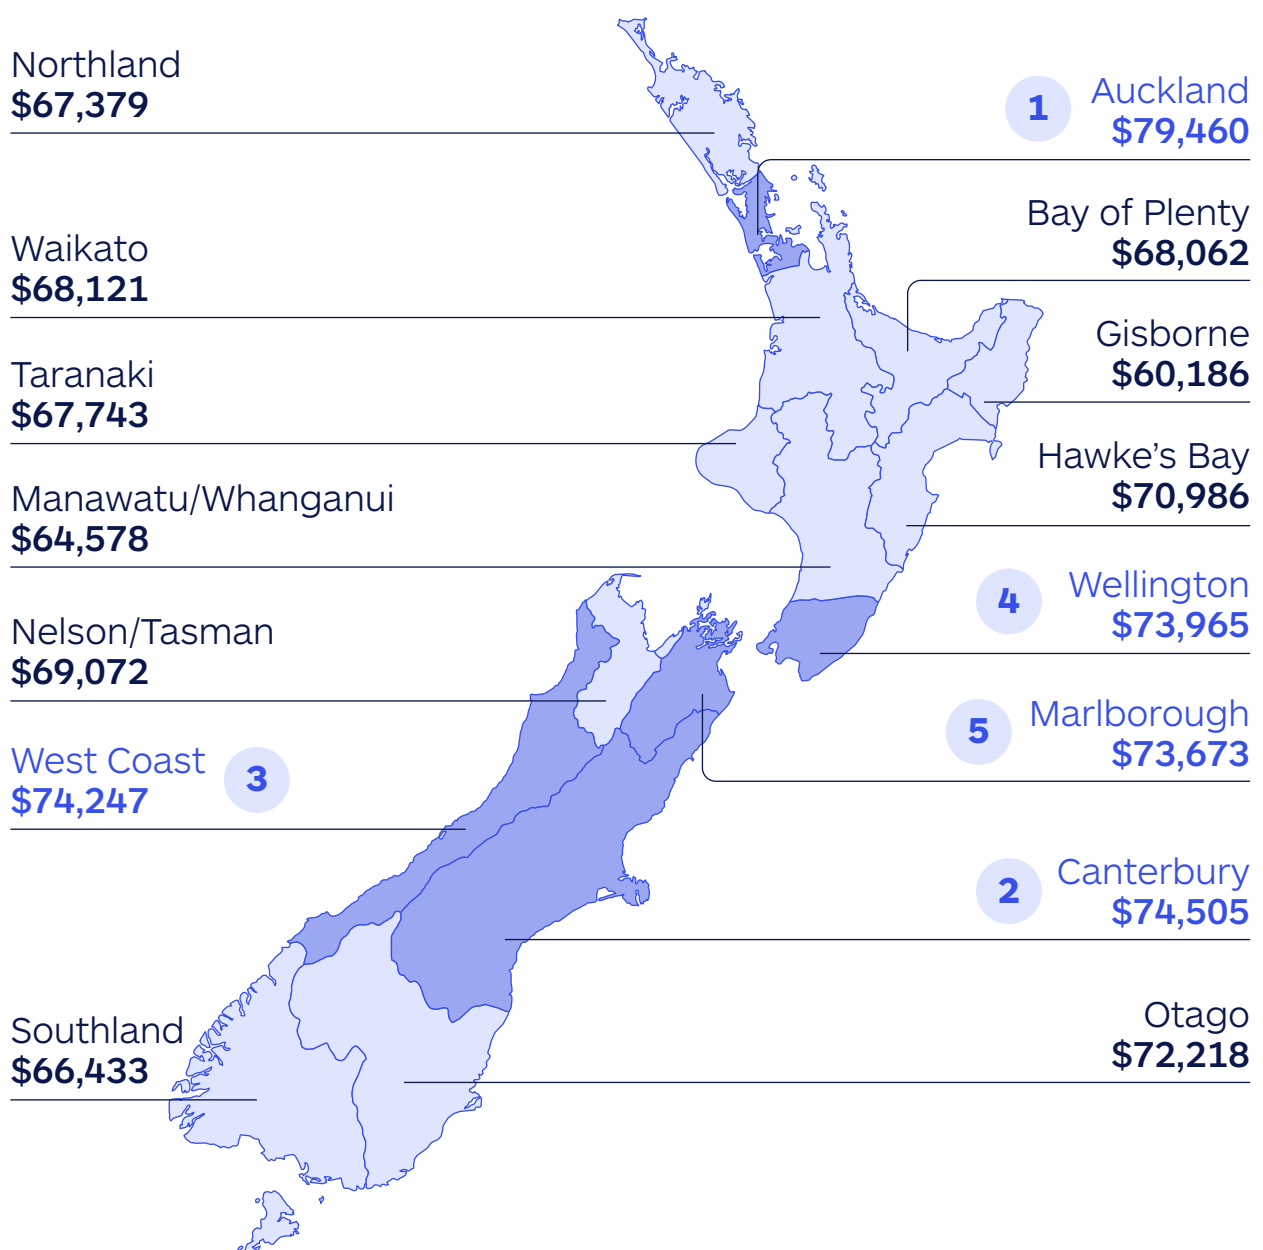 Northland
$67,379
1
Auckland
$79,460
Bay of Plenty
$68,062
Waikato
$68,121
Gisborne
$60,186
Taranaki
$67,743
Hawke’s Bay
$70,986
Manawatu/Whanganui
$64,578
4
Wellington
$73,965
Nelson/Tasman
$69,072
5
Marlborough
$73,673
West Coast
$74,247
3
2
Canterbury
$74,505
Otago
$72,218
Southland
$66,433